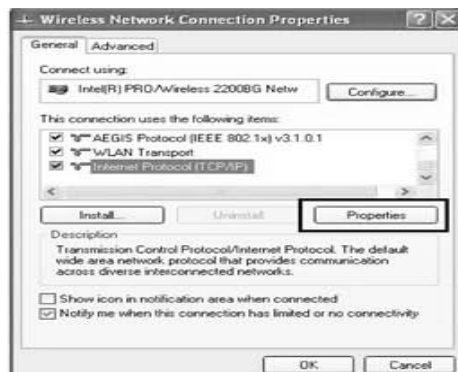 Wireless Network Connection Properties
General Advanced
Connect using:
Intel(R) PRO/Wireless 2200BG Netw Configure...
This connection uses the following items:
AEGIS Protocol (IEEE 802.1x) v3.1.0.1
WLAN Transport
Internet Protocol (TCP/IP)
Install... Uninstall Properties
Description
Transmission Control Protocol/Internet Protocol. The default
wide area network protocol that provides communication
across diverse interconnected networks.
Show icon in notification area when connected
Notify me when this connection has limited or no connectivity
OK Cancel